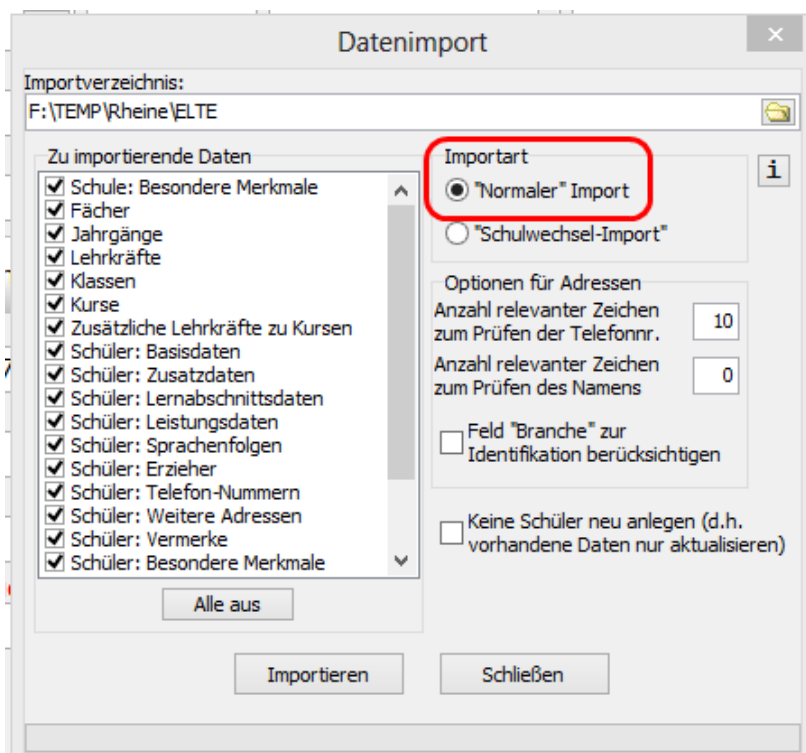 Datenimport
Importverzeichnis:
F:\TEMP\Rheine\ELTE
Zu importierende Daten
Schule: Besondere Merkmale
Fächer
Jahrgänge
Lehrkräfte
Klassen
Kurse
Zusätzliche Lehrkräfte zu Kursen
Schüler: Basisdaten
Schüler: Zusatzdaten
Schüler: Lernabschnittsdaten
Schüler: Leistungsdaten
Schüler: Sprachenfolgen
Schüler: Erzieher
Schüler: Telefon-Nummern
Schüler: Weitere Adressen
Schüler: Vermerke
Schüler: Besondere Merkmale
Alle aus
Importart
"Normaler" Import
"Schulwechsel-Import"
i
Optionen für Adressen
Anzahl relevanter Zeichen
zum Prüfen der Telefonnr.
10
Anzahl relevanter Zeichen
zum Prüfen des Namens
0
Feld "Branche" zur
Identifikation berücksichtigen
Keine Schüler neu anlegen (d.h.
vorhandene Daten nur aktualisieren)
Importieren
Schließen